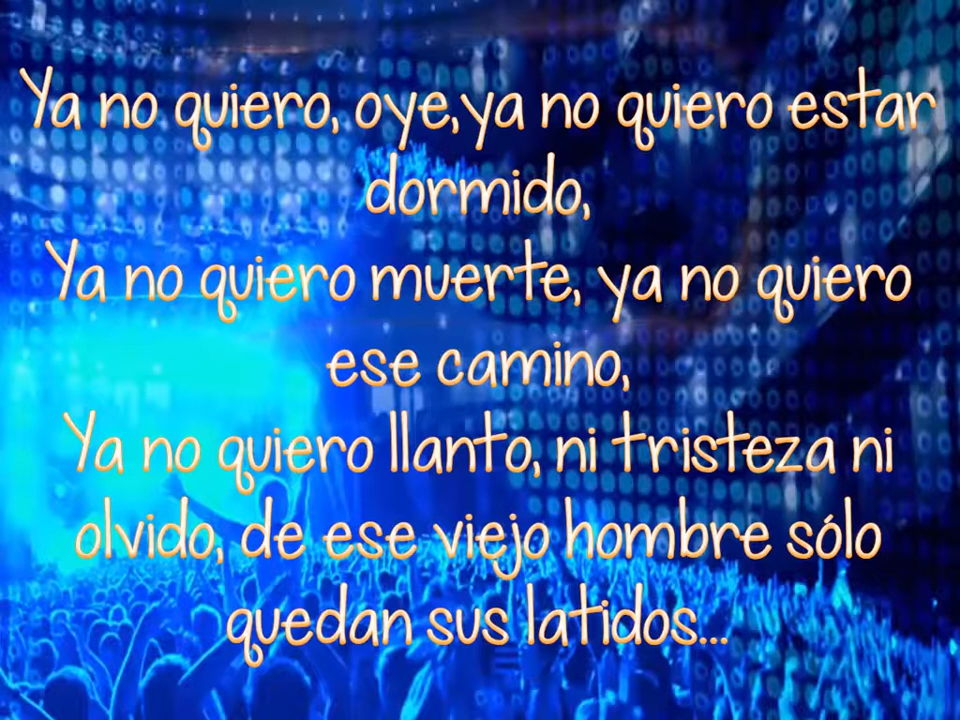 Ya no quiero, oye,ya no quiero estar
dormido,
Ya no quiero muerte, ya no quiero
ese camino,
Ya no quiero llanto, ni tristeza ni
olvido, de ese viejo hombre sólo
quedan sus latidos...